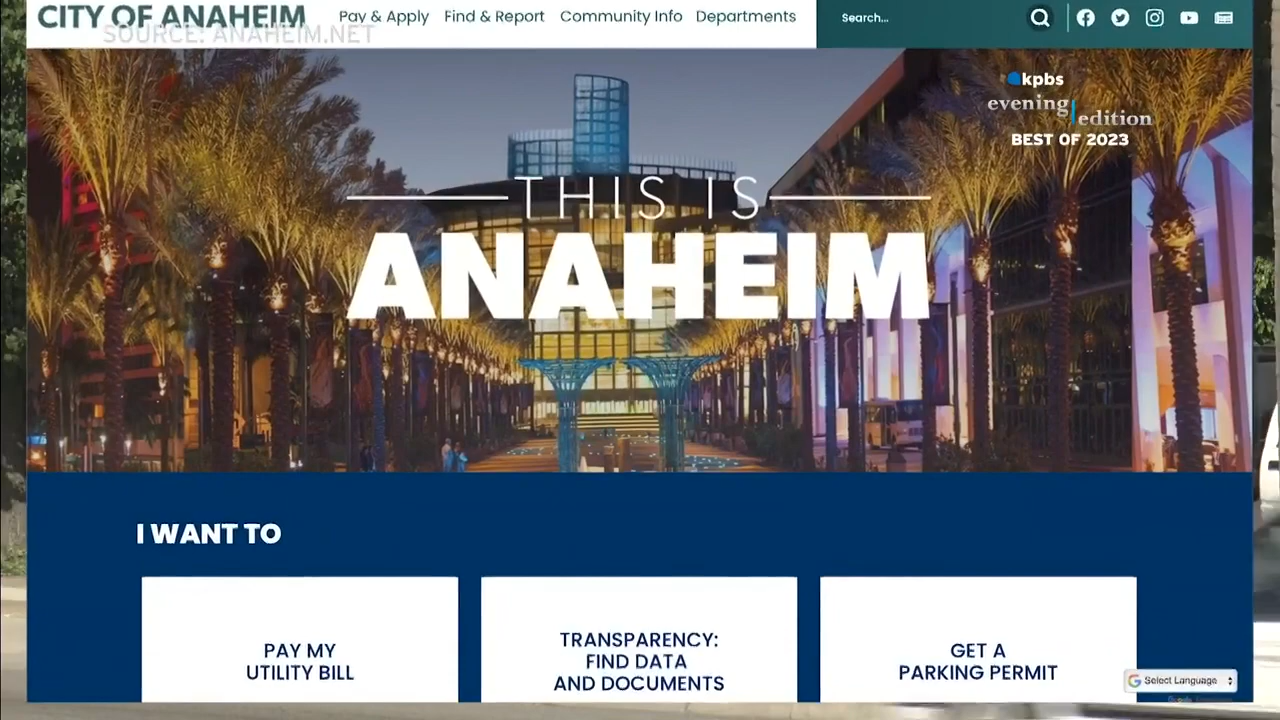 CITY OF ANAHEIM
Pay & Apply
Find & Report
Community Info
Departments
Search...
SOURCE: ANAHEIM.NET
kpbs
evening edition
BEST OF 2023
THIS IS
ANAHEIM
I WANT TO
PAY MY
UTILITY BILL
TRANSPARENCY:
FIND DATA
AND DOCUMENTS
GET A
PARKING PERMIT
Select Language